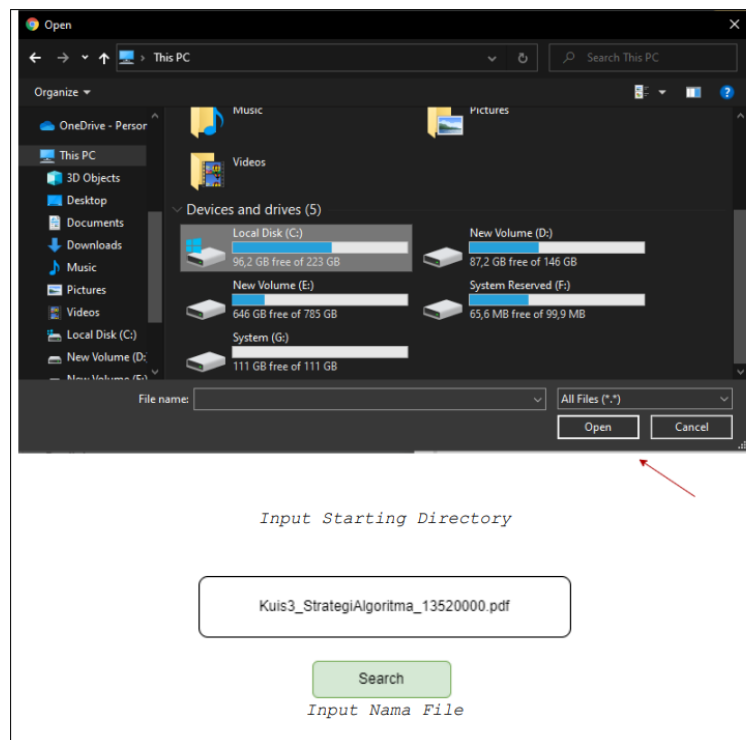 Open
This PC
Search This PC
Organize
OneDrive - Person
This PC
3D Objects
Desktop
Documents
Downloads
Music
Pictures
Videos
Local Disk (C:)
New Volume (D:
New Volume (E:)
Music
Pictures
Videos
Devices and drives (5)
Local Disk (C:)
96,2 GB free of 223 GB
New Volume (D:)
87,2 GB free of 146 GB
New Volume (E:)
646 GB free of 785 GB
System Reserved (F:)
65,6 MB free of 99,9 MB
System (G:)
111 GB free of 111 GB
File name:
All Files (*.*)
Open
Cancel
Input Starting Directory
Kuis3_StrategiAlgoritma_13520000.pdf
Search
Input Nama File